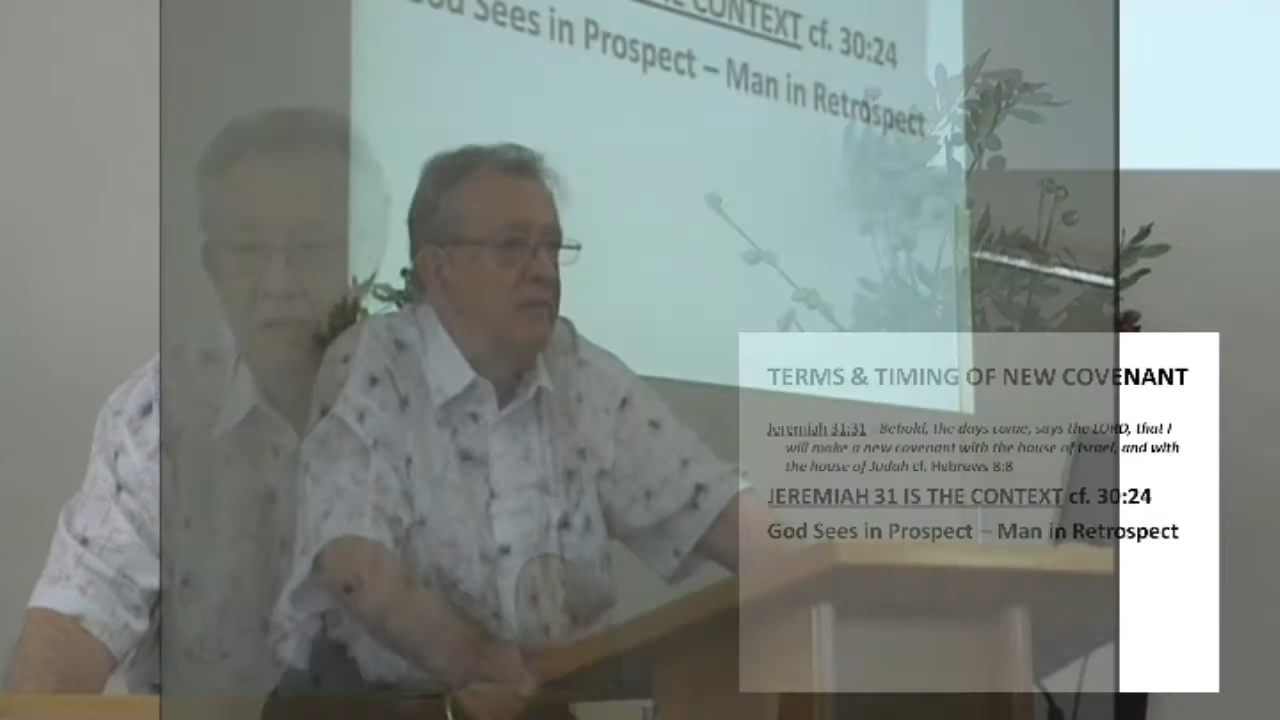 THE CONTEXT cf. 30:24
God Sees in Prospect – Man in Retrospect
TERMS & TIMING OF NEW COVENANT
Jeremiah 31:31 Behold, the days come, says the LORD, that I
will make a new covenant with the house of Israel, and with
the house of Judah cf. Hebrews 8:8
JEREMIAH 31 IS THE CONTEXT cf. 30:24
God Sees in Prospect – Man in Retrospect